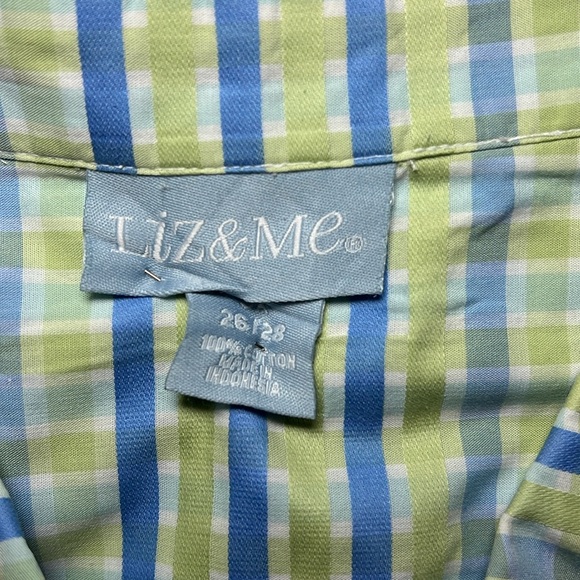 Liz&Me®
26/28
100% COTTON
MADE IN
INDONESIA